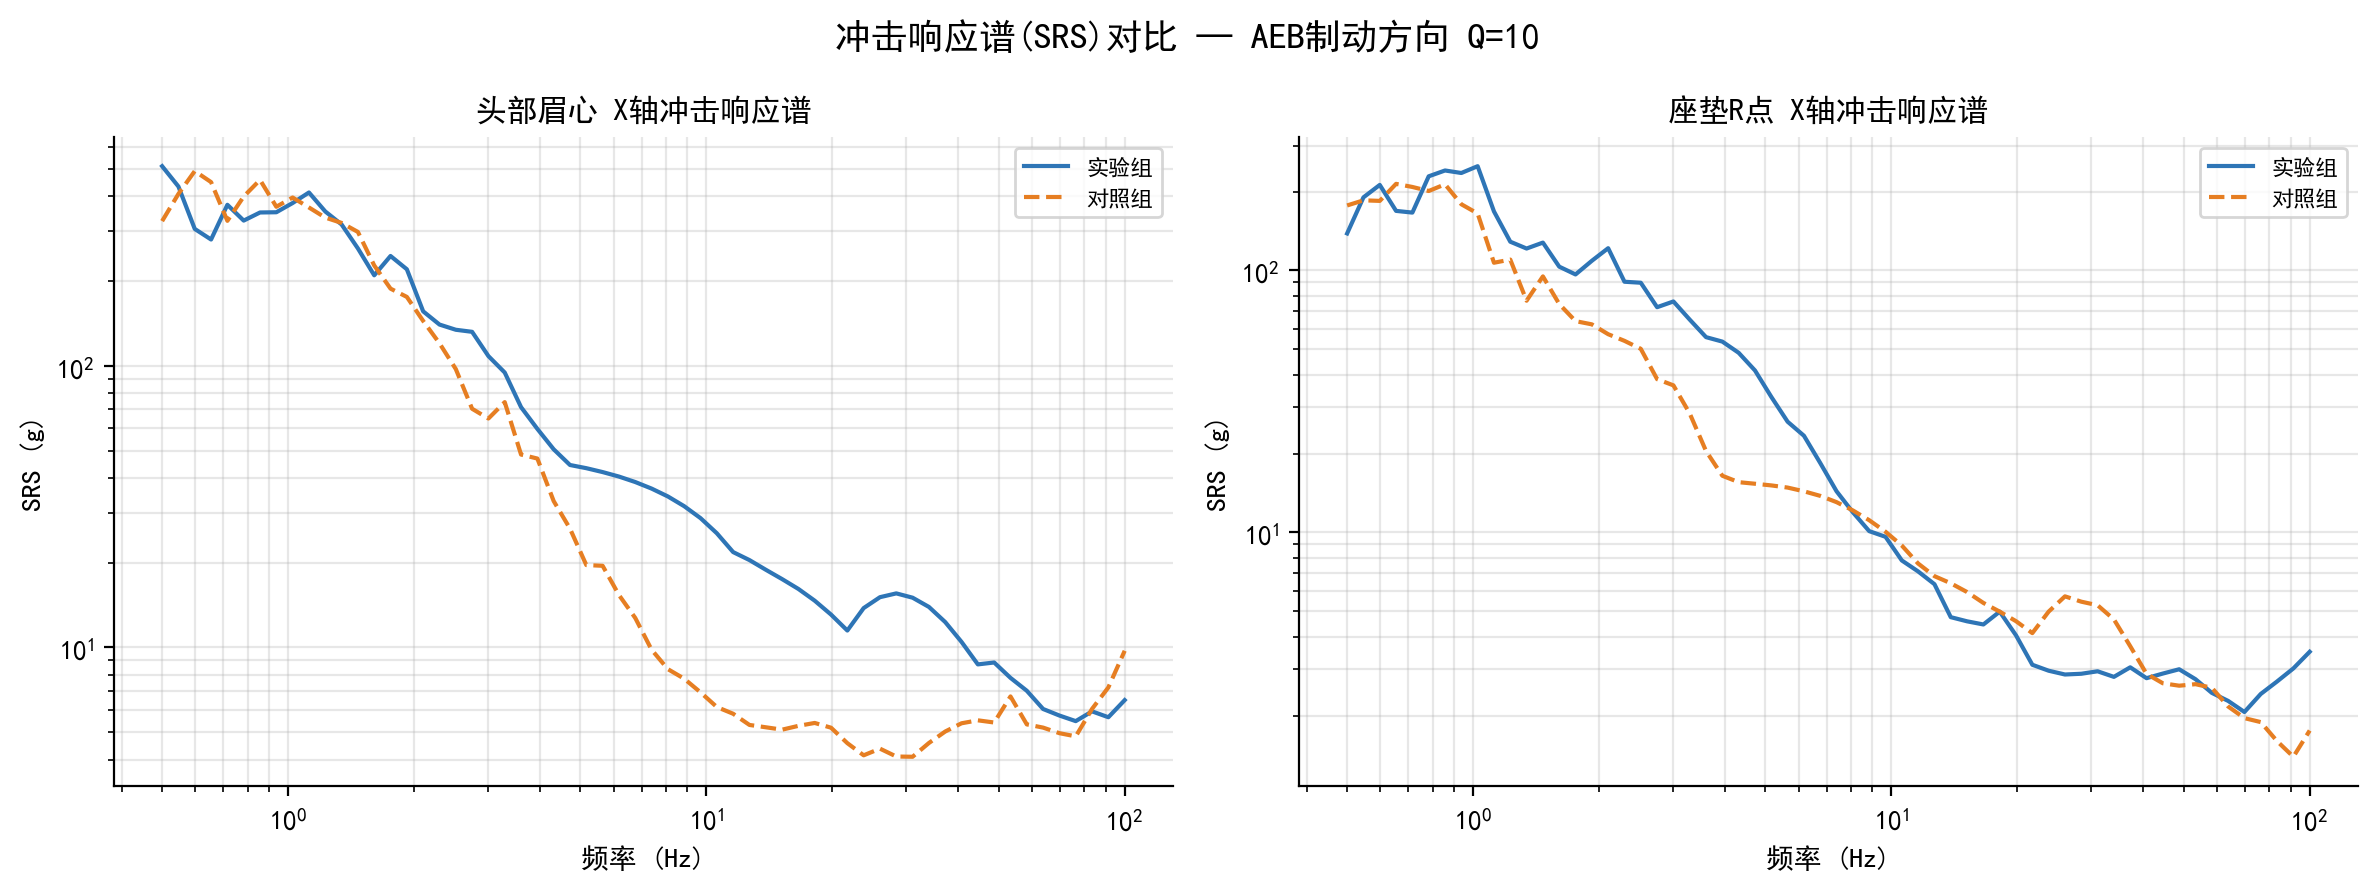 冲击响应谱(SRS)对比 — AEB制动方向 Q=10
头部眉心 X轴冲击响应谱
实验组
对照组
SRS (g)
10²
10¹
10⁰
10¹
10²
频率 (Hz)
座垫R点 X轴冲击响应谱
实验组
对照组
SRS (g)
10²
10¹
10⁰
10¹
10²
频率 (Hz)